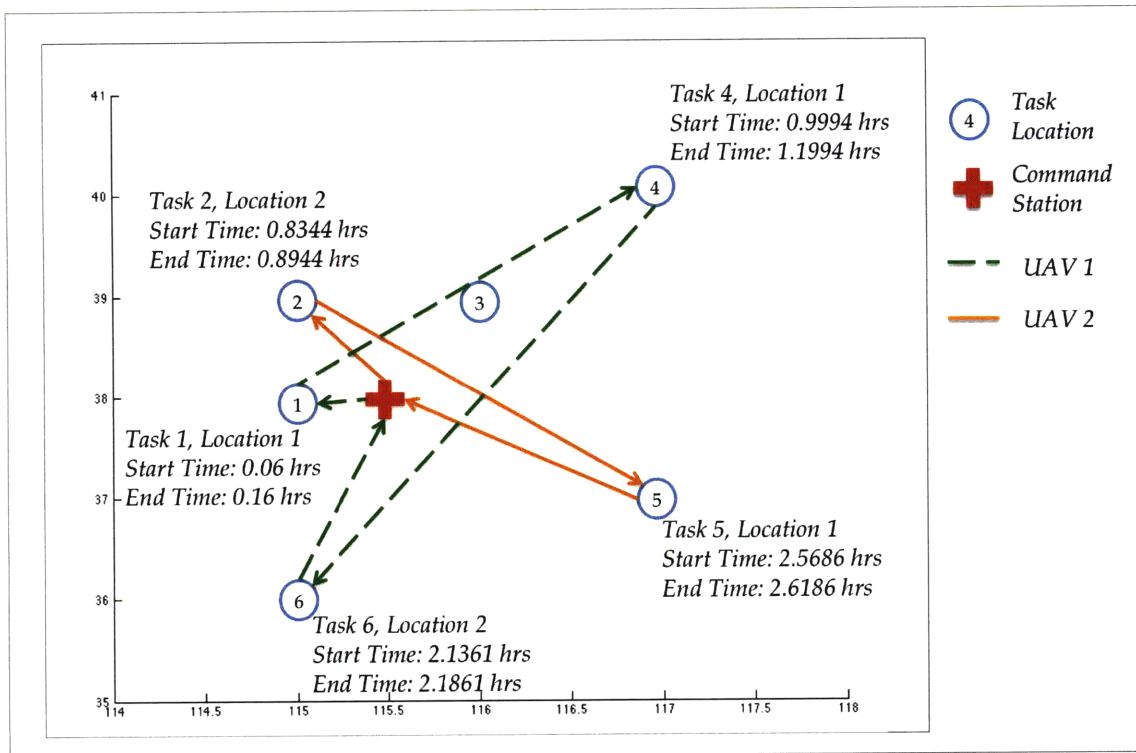 41
40
39
38
37
36
35
114
114.5
115
115.5
116
116.5
117
117.5
118
Task 4, Location 1
Start Time: 0.9994 hrs
End Time: 1.1994 hrs
4
Task 2, Location 2
Start Time: 0.8344 hrs
End Time: 0.8944 hrs
2
3
1
Task 1, Location 1
Start Time: 0.06 hrs
End Time: 0.16 hrs
5
Task 5, Location 1
Start Time: 2.5686 hrs
End Time: 2.6186 hrs
6
Task 6, Location 2
Start Time: 2.1361 hrs
End Time: 2.1861 hrs
4
Task
Location
Command
Station
UAV 1
UAV 2